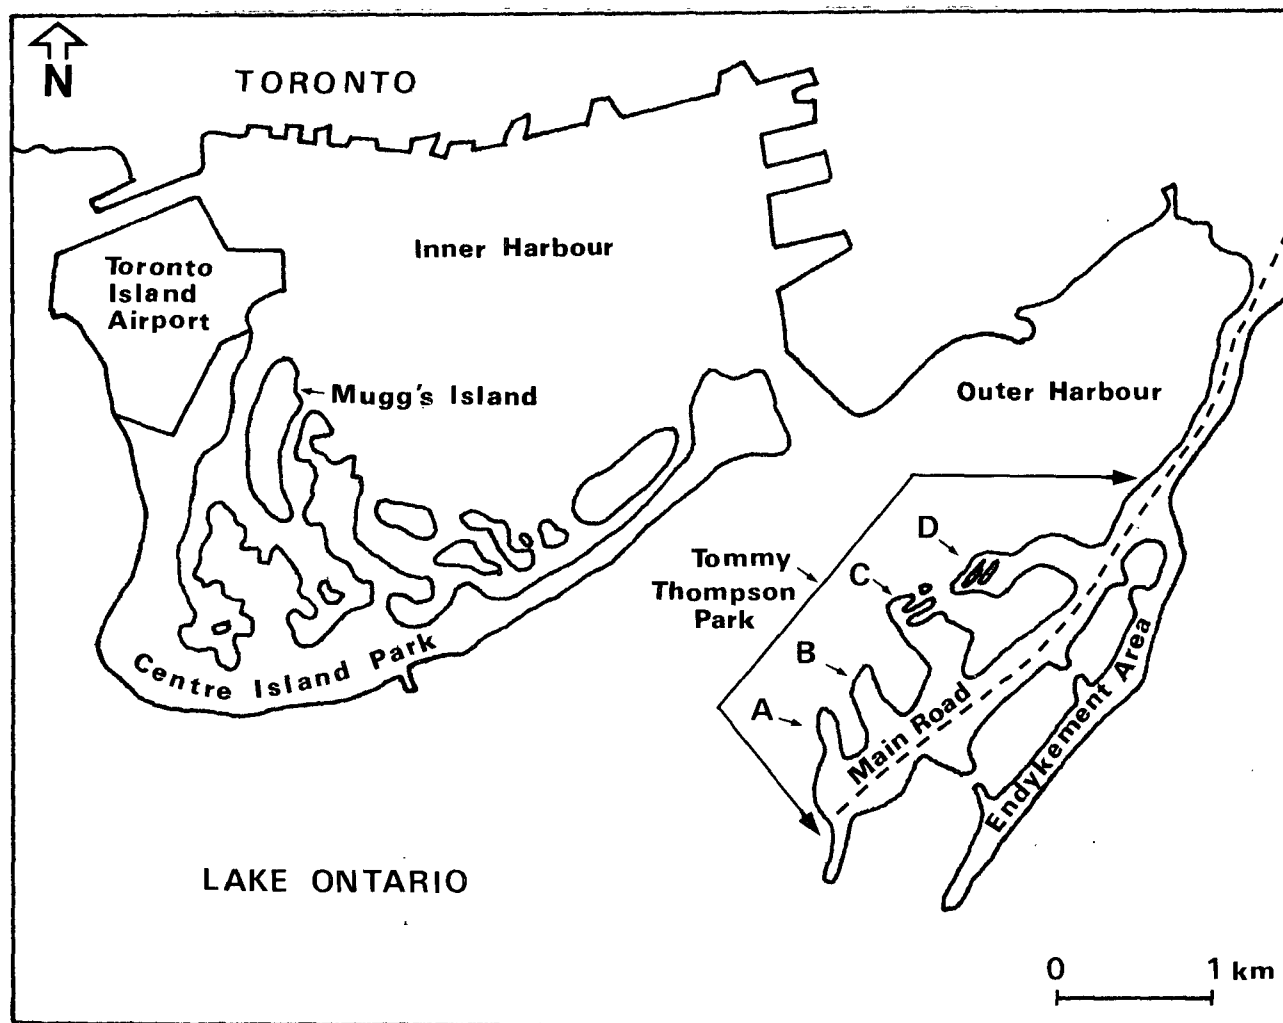 N
TORONTO
Inner Harbour
Toronto
Island
Airport
Mugg's Island
Outer Harbour
Tommy
Thompson
Park
D
C
B
A
Centre Island Park
Main Road
Endykement Area
LAKE ONTARIO
0 1 km